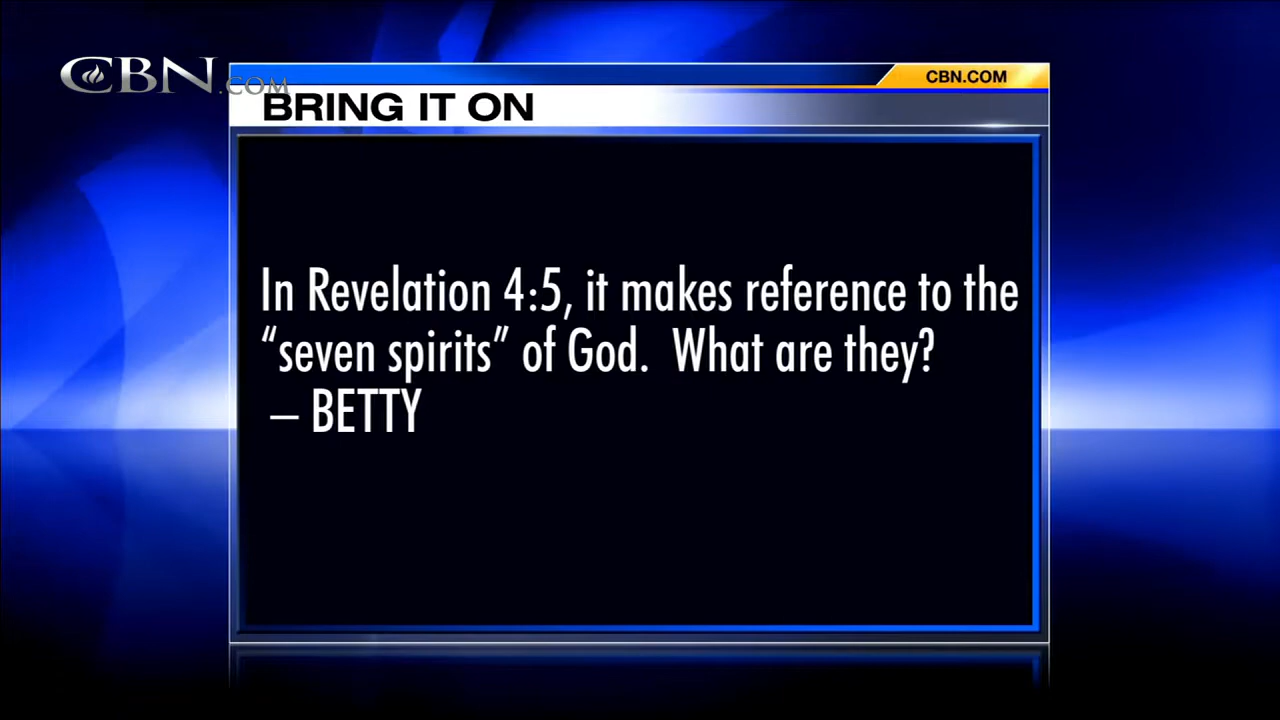 CBN.COM
CBN.COM
BRING IT ON
In Revelation 4:5, it makes reference to the
“seven spirits” of God.  What are they?
– BETTY